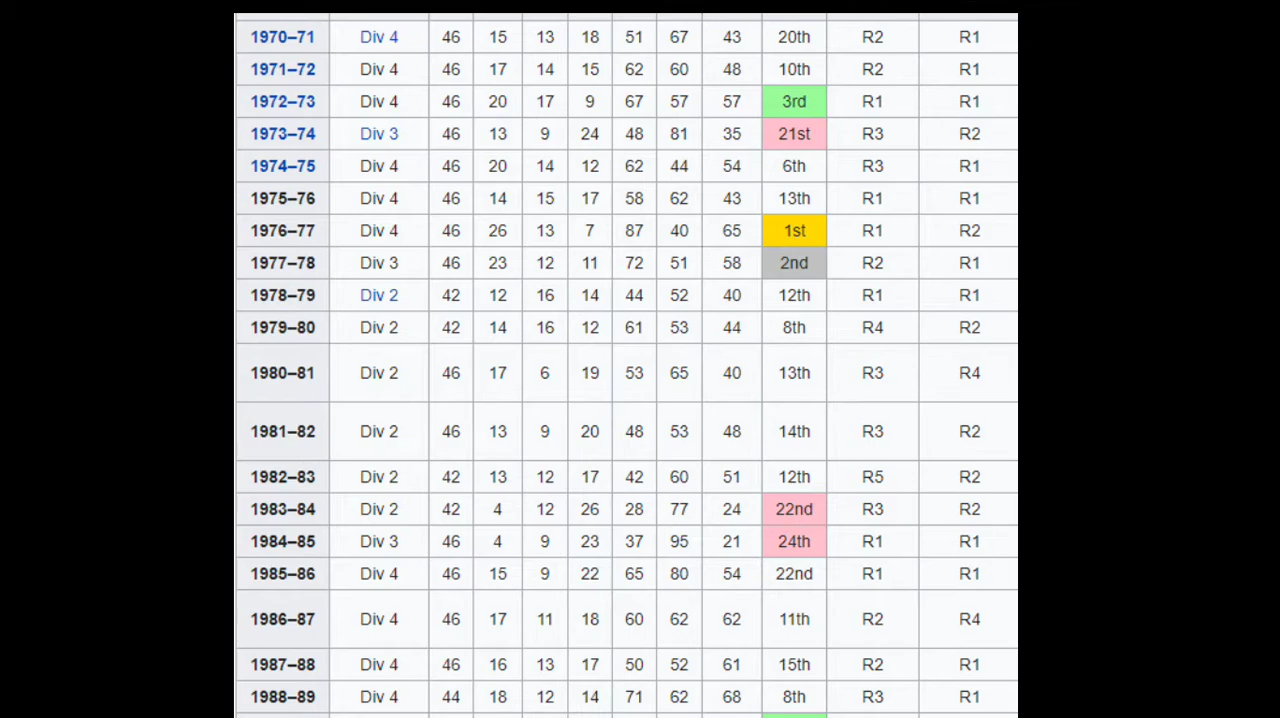 1970–71 Div 4 46 15 13 18 51 67 43 20th R2 R1
1971–72 Div 4 46 17 14 15 62 60 48 10th R2 R1
1972–73 Div 4 46 20 17 9 67 57 57 3rd R1 R1
1973–74 Div 3 46 13 9 24 48 81 35 21st R3 R2
1974–75 Div 4 46 20 14 12 62 44 54 6th R3 R1
1975–76 Div 4 46 14 15 17 58 62 43 13th R1 R1
1976–77 Div 4 46 26 13 7 87 40 65 1st R1 R2
1977–78 Div 3 46 23 12 11 72 51 58 2nd R2 R1
1978–79 Div 2 42 12 16 14 44 52 40 12th R1 R1
1979–80 Div 2 42 14 16 12 61 53 44 8th R4 R2
1980–81 Div 2 46 17 6 19 53 65 40 13th R3 R4
1981–82 Div 2 46 13 9 20 48 53 48 14th R3 R2
1982–83 Div 2 42 13 12 17 42 60 51 12th R5 R2
1983–84 Div 2 42 4 12 26 28 77 24 22nd R3 R2
1984–85 Div 3 46 4 9 23 37 95 21 24th R1 R1
1985–86 Div 4 46 15 9 22 65 80 54 22nd R1 R1
1986–87 Div 4 46 17 11 18 60 62 62 11th R2 R4
1987–88 Div 4 46 16 13 17 50 52 61 15th R2 R1
1988–89 Div 4 44 18 12 14 71 62 68 8th R3 R1